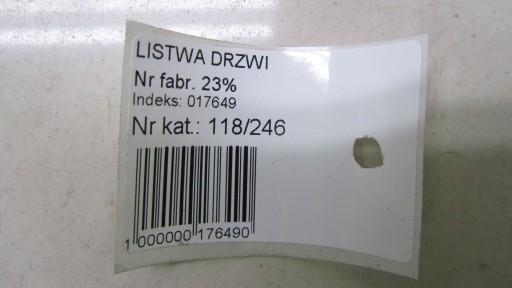 LISTWA DRZWI
Nr fabr. 23%
Indeks: 017649
Nr kat.: 118/246
1 000000 176490